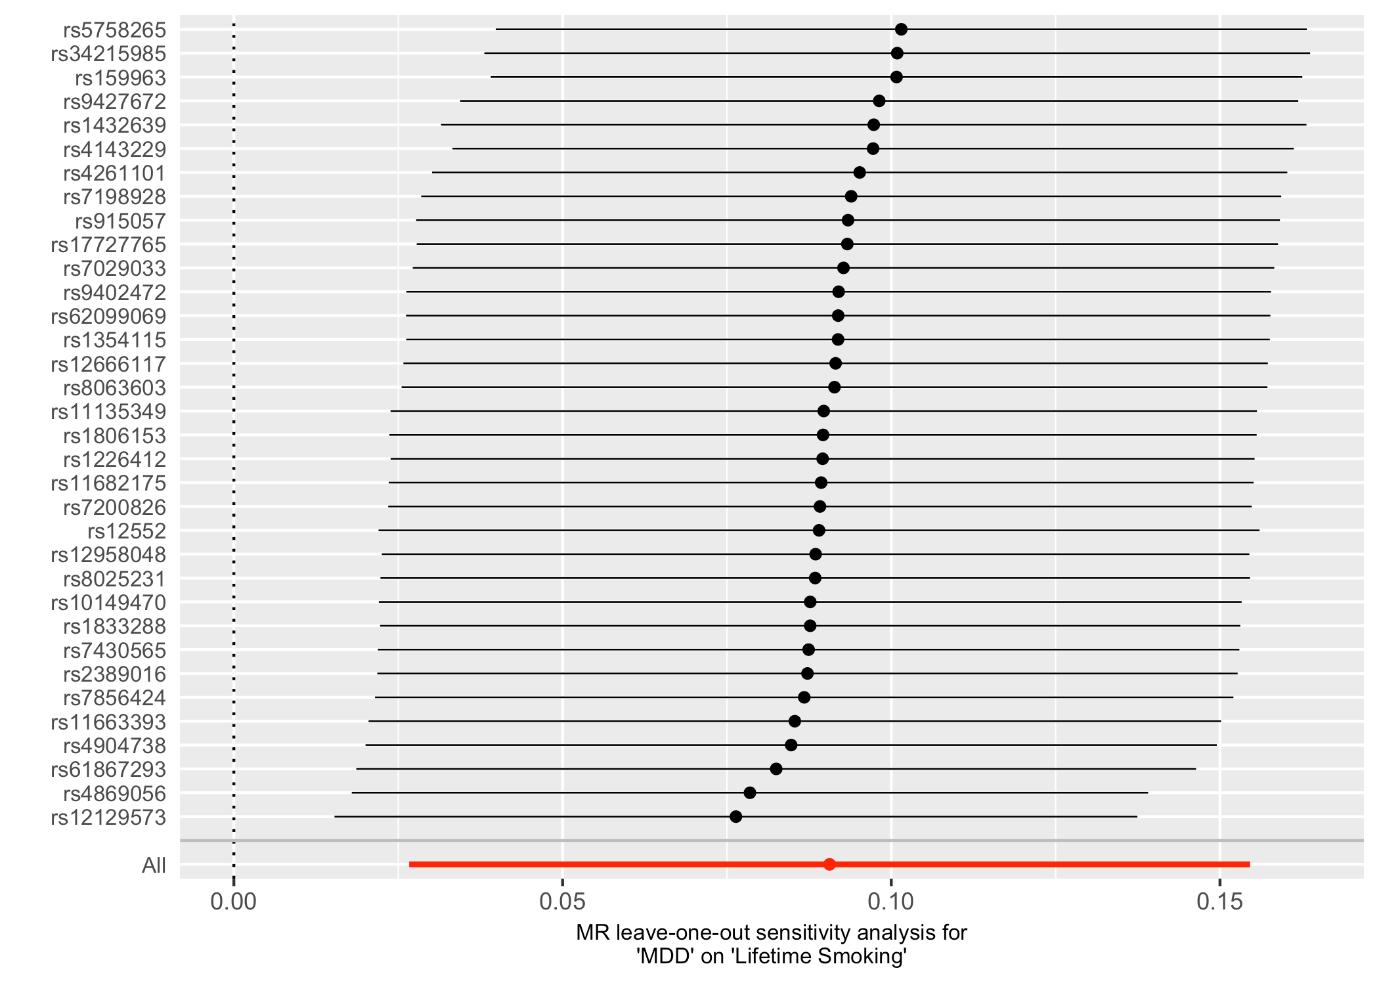 rs5758265
rs34215985
rs159963
rs9427672
rs1432639
rs4143229
rs4261101
rs7198928
rs915057
rs17727765
rs7029033
rs9402472
rs62099069
rs1354115
rs12666117
rs8063603
rs11135349
rs1806153
rs1226412
rs11682175
rs7200826
rs12552
rs12958048
rs8025231
rs10149470
rs1833288
rs7430565
rs2389016
rs7856424
rs11663393
rs4904738
rs61867293
rs4869056
rs12129573
All
0.00 0.05 0.10 0.15
MR leave-one-out sensitivity analysis for
'MDD' on 'Lifetime Smoking'